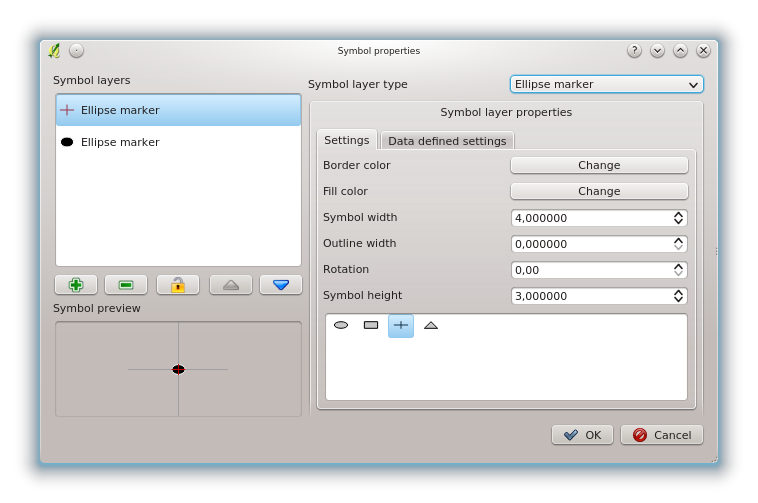 Symbol properties
Symbol layers
Ellipse marker
Ellipse marker
Symbol preview
Symbol layer type
Ellipse marker
Symbol layer properties
Settings
Data defined settings
Border color
Change
Fill color
Change
Symbol width
4,000000
Outline width
0,000000
Rotation
0,00
Symbol height
3,000000
OK
Cancel